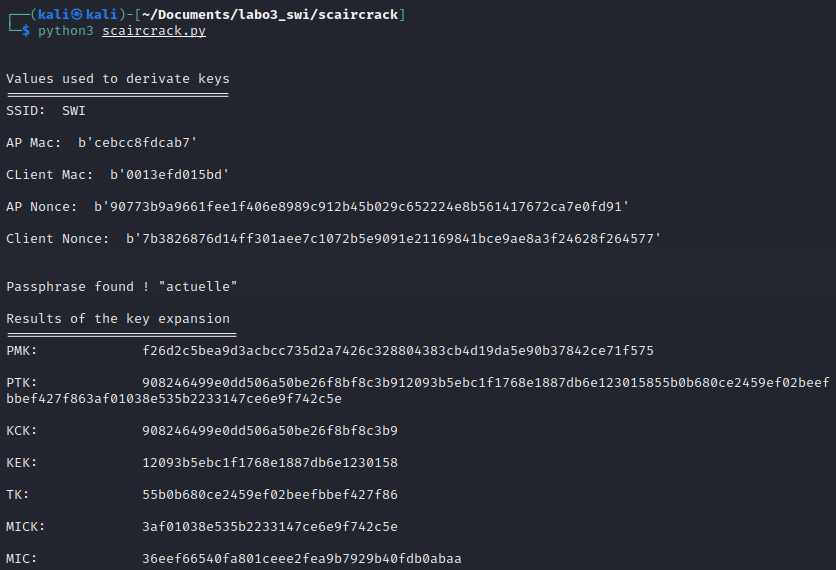 ┌──(kali㉿kali)-[~/Documents/labo3_swi/scaircrack]
└─$ python3 scaircrack.py
Values used to derivate keys
============================
SSID:  SWI
AP Mac:  b'cebcc8fdcab7'
CLient Mac:  b'0013efd015bd'
AP Nonce:  b'90773b9a9661fee1f406e8989c912b45b029c652224e8b561417672ca7e0fd91'
Client Nonce:  b'7b3826876d14ff301aee7c1072b5e9091e21169841bce9ae8a3f24628f264577'
Passphrase found ! "actuelle"
Results of the key expansion
=============================
PMK:             f26d2c5bea9d3acbcc735d2a7426c328804383cb4d19da5e90b37842ce71f575
PTK:             908246499e0dd506a50be26f8bf8c3b912093b5ebc1f1768e1887db6e123015855b0b680ce2459ef02beef
bbef427f863af01038e535b2233147ce6e9f742c5e
KCK:             908246499e0dd506a50be26f8bf8c3b9
KEK:             12093b5ebc1f1768e1887db6e1230158
TK:              55b0b680ce2459ef02beefbbef427f86
MICK:            3af01038e535b2233147ce6e9f742c5e
MIC:             36eef66540fa801ceee2fea9b7929b40fdb0abaa